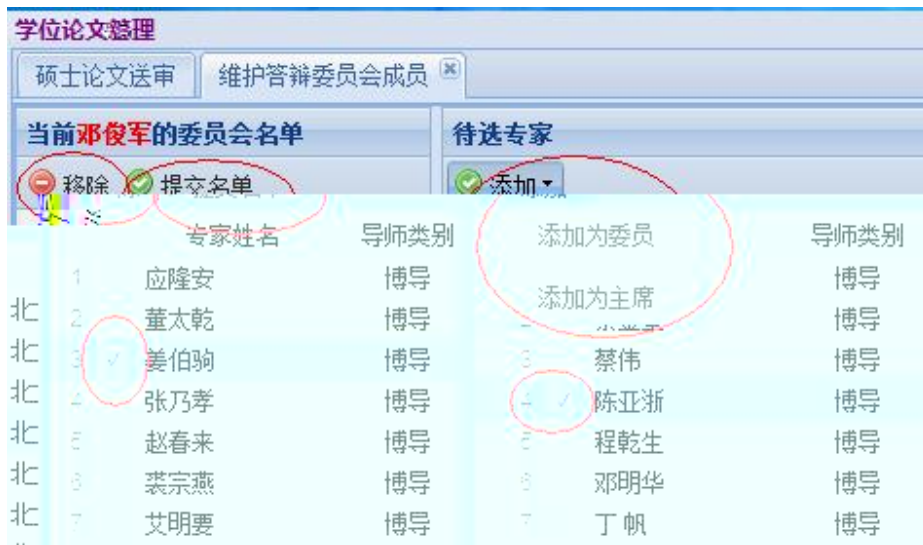 学位论文整理
硕士论文送审 维护答辩委员会成员
当前邓俊军的委员会名单 待选专家
移除 提交名单 添加
专家姓名 导师类别 添加为委员 导师类别
1 应隆安 博导 博导
添加为主席
北 2 董太乾 博导 博导
北 3 姜伯驹 博导 3 蔡伟 博导
北 4 张乃孝 博导 4 陈亚浙 博导
北 5 赵春来 博导 5 程乾生 博导
北 6 裘宗燕 博导 6 邓明华 博导
北 7 艾明要 博导 7 丁帆 博导